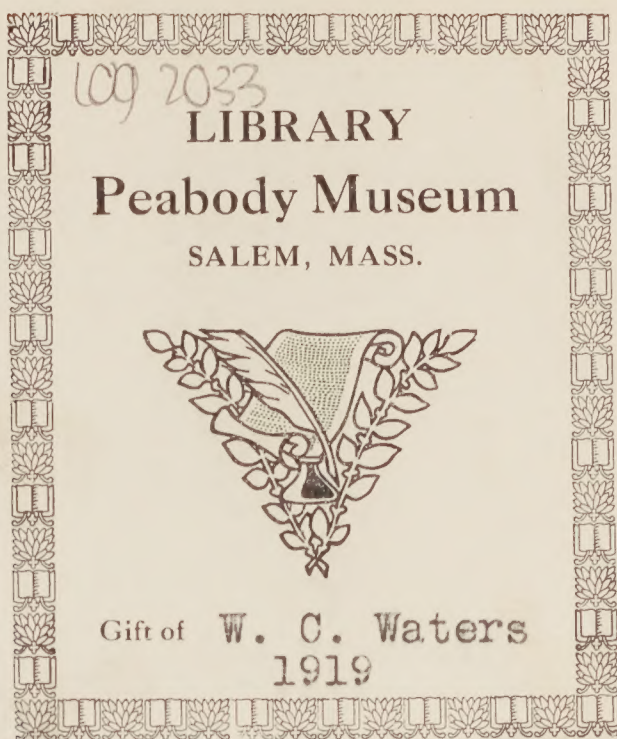 LOG 2033
LIBRARY
Peabody Museum
SALEM, MASS.
Gift of W. C. Waters
1919